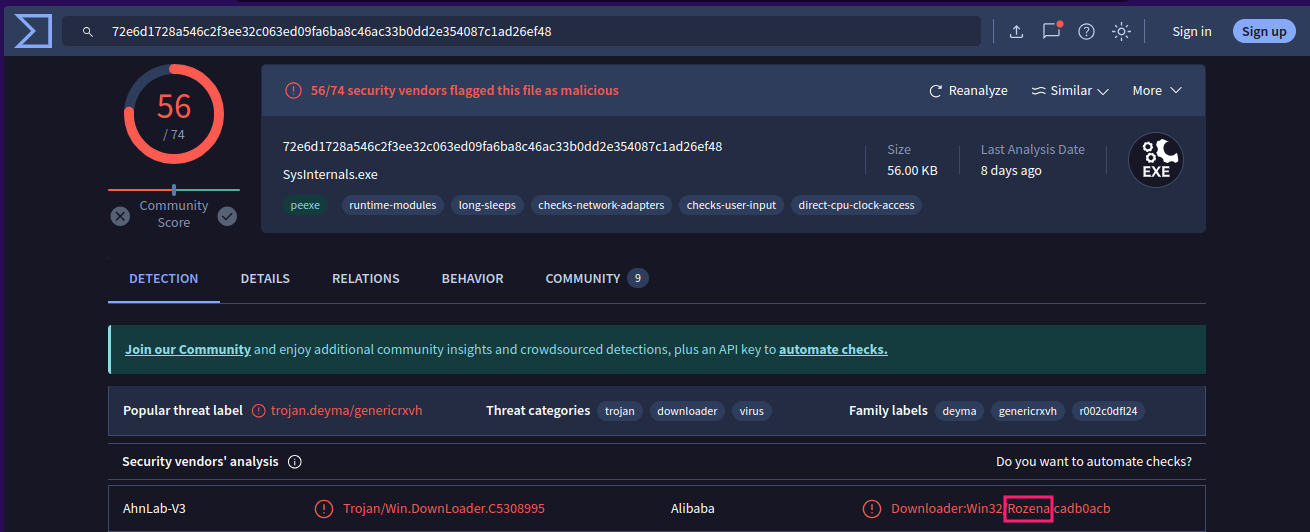 72e6d1728a546c2f3ee32c063ed09fa6ba8c46ac33b0dd2e354087c1ad26ef48 Sign in Sign up
56 / 74
Community Score
56/74 security vendors flagged this file as malicious Reanalyze Similar More
72e6d1728a546c2f3ee32c063ed09fa6ba8c46ac33b0dd2e354087c1ad26ef48
SysInternals.exe
Size
56.00 KB
Last Analysis Date
8 days ago
EXE
peexe runtime-modules long-sleeps checks-network-adapters checks-user-input direct-cpu-clock-access
DETECTION DETAILS RELATIONS BEHAVIOR COMMUNITY 9
Join our Community and enjoy additional community insights and crowdsourced detections, plus an API key to automate checks.
Popular threat label trojan.deyma/genericrxvh Threat categories trojan downloader virus Family labels deyma genericrxvh r002c0dfl24
Security vendors' analysis Do you want to automate checks?
AhnLab-V3 Trojan/Win.DownLoader.C5308995 Alibaba Downloader:Win32/Rozena.cadb0acb